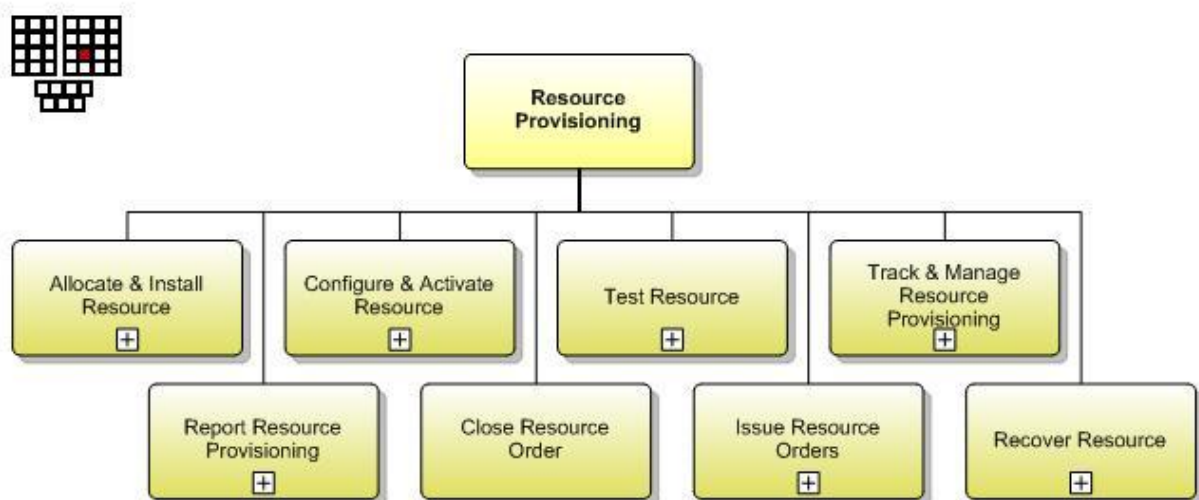 Resource
Provisioning
Allocate & Install
Resource
Configure & Activate
Resource
Test Resource
Track & Manage
Resource
Provisioning
Report Resource
Provisioning
Close Resource
Order
Issue Resource
Orders
Recover Resource